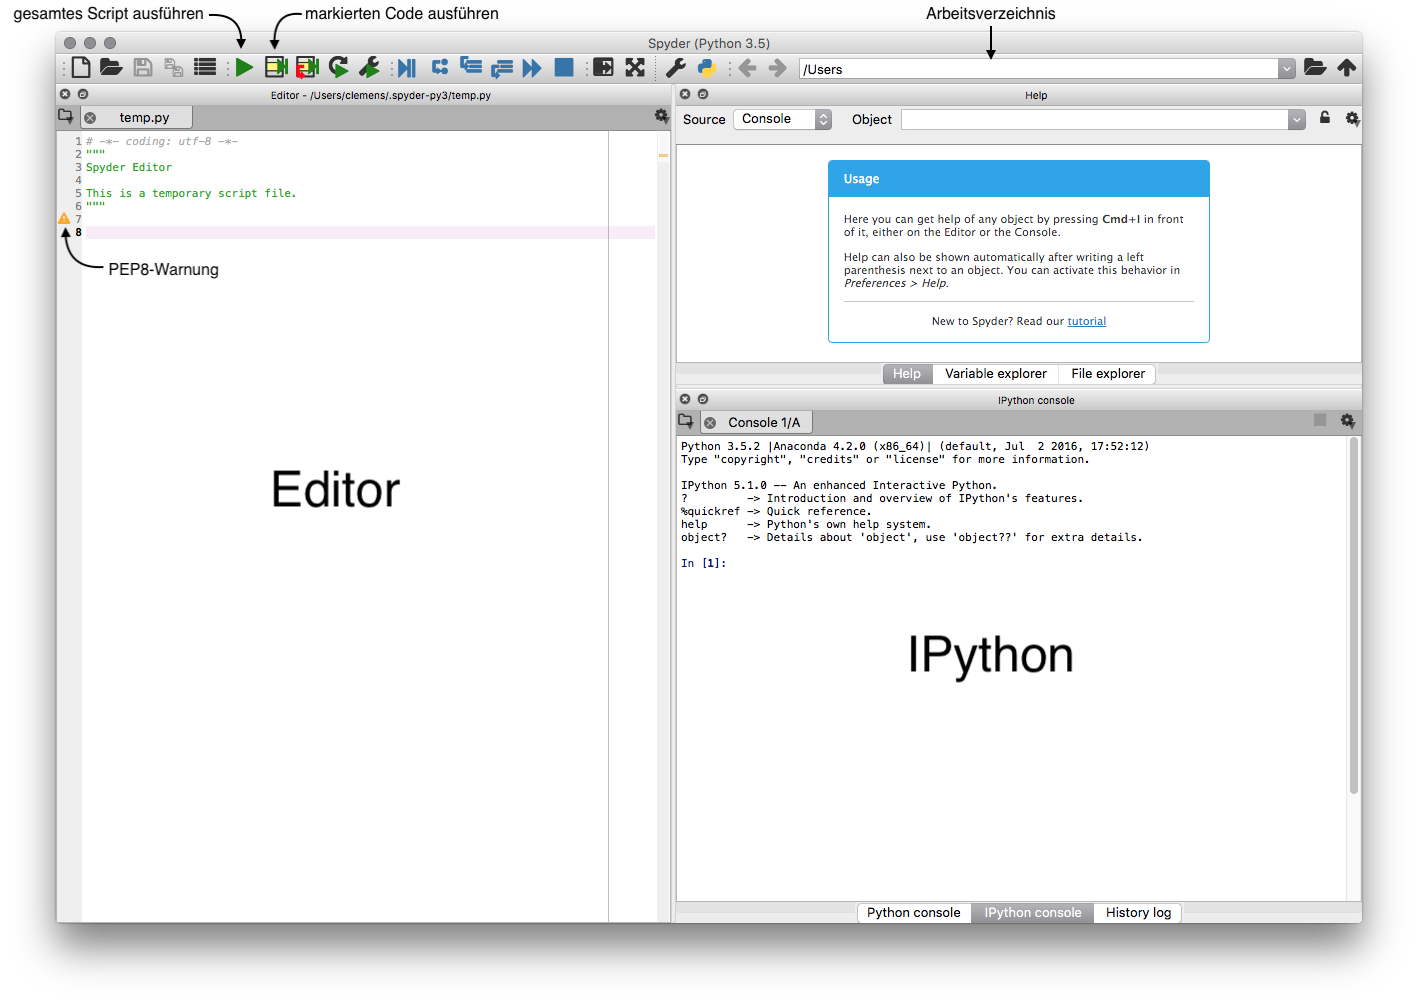 gesamtes Script ausführen
markierten Code ausführen
Arbeitsverzeichnis
Spyder (Python 3.5)
/Users
Editor - /Users/clemens/.spyder-py3/temp.py
temp.py
1 # -*- coding: utf-8 -*-
2 """
3 Spyder Editor
4
5 This is a temporary script file.
6 """
7
8
PEP8-Warnung
Editor
Help
Source Console Object
Usage
Here you can get help of any object by pressing Cmd+I in front
of it, either on the Editor or the Console.
Help can also be shown automatically after writing a left
parenthesis next to an object. You can activate this behavior in
Preferences > Help.
New to Spyder? Read our tutorial
Help Variable explorer File explorer
IPython console
Console 1/A
Python 3.5.2 |Anaconda 4.2.0 (x86_64)| (default, Jul  2 2016, 17:52:12)
Type "copyright", "credits" or "license" for more information.
IPython 5.1.0 -- An enhanced Interactive Python.
?         -> Introduction and overview of IPython's features.
%quickref -> Quick reference.
help      -> Python's own help system.
object?   -> Details about 'object', use 'object??' for extra details.
In [1]:
IPython
Python console IPython console History log